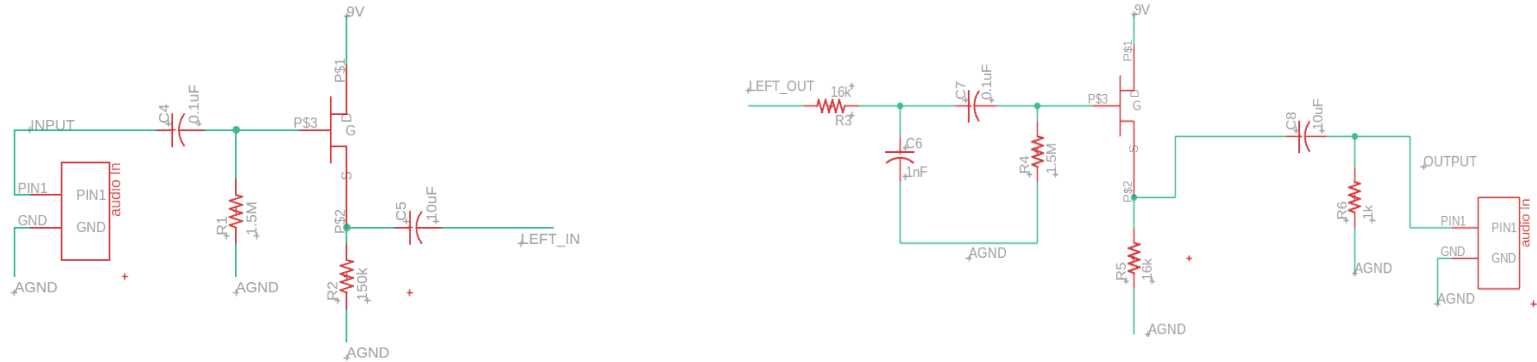 9V
P$1
D
G
S
P$3
P$2
C4
0.1uF
INPUT
PIN1
GND
PIN1
GND
audio In
AGND
R1
1.5M
AGND
C5
10uF
LEFT_IN
R2
150k
AGND
LEFT_OUT
16k
R3
C6
1nF
C7
0.1uF
R4
1.5M
AGND
9V
P$1
D
G
S
P$3
P$2
R5
16k
AGND
C8
10uF
R6
1k
AGND
OUTPUT
PIN1
GND
PIN1
GND
audio In
AGND